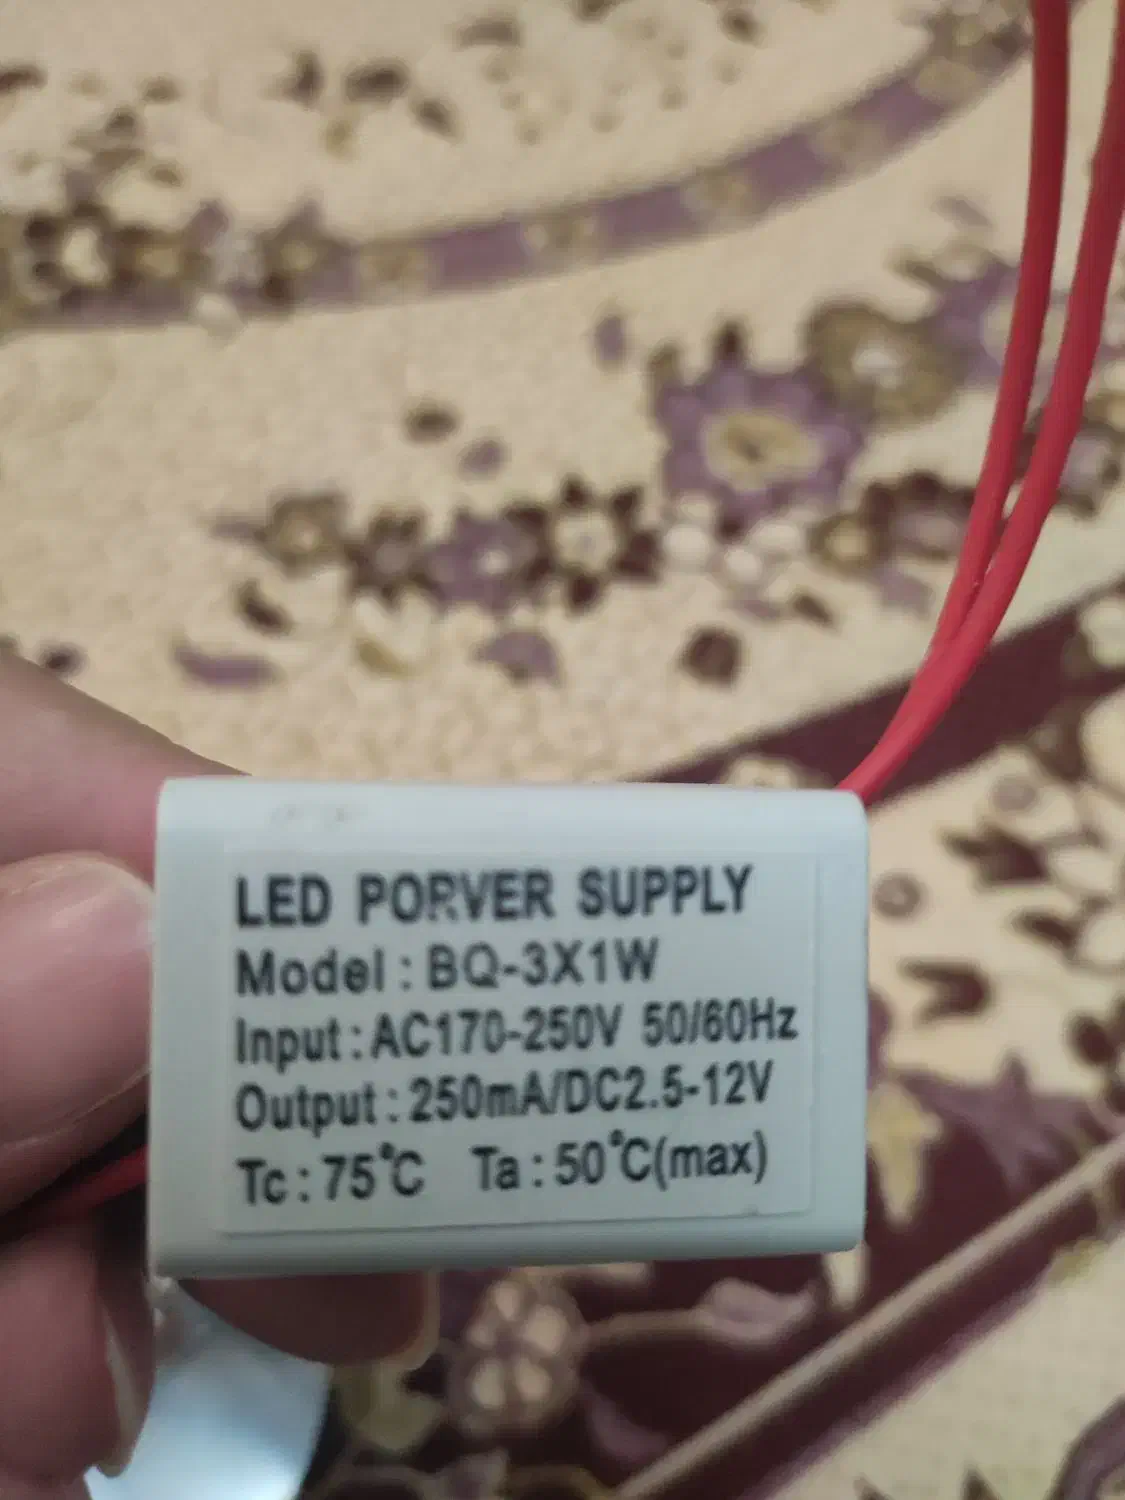 LED PORVER SUPPLY
Model : BQ-3X1W
Input : AC170-250V 50/60Hz
Output : 250mA/DC2.5-12V
Tc : 75°C Ta : 50°C(max)